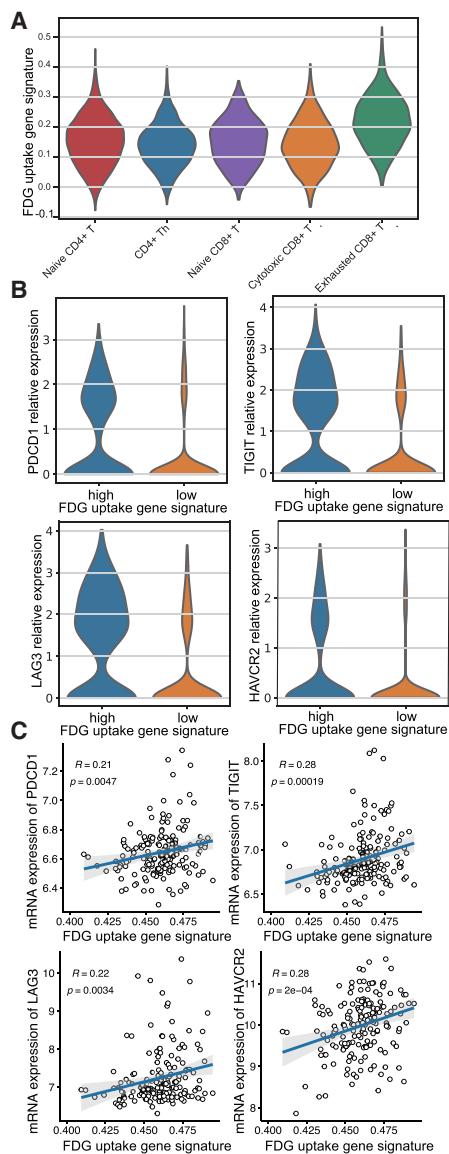 A
FDG uptake gene signature
0.5
0.4
0.3
0.2
0.1
0.0
-0.1
Naive CD4+ T
CD4+ Th
Naive CD8+ T
Cytotoxic CD8+ T
Exhausted CD8+ T
B
PDCD1 relative expression
3
2
1
0
high low
FDG uptake gene signature
TIGIT relative expression
4
3
2
1
0
high low
FDG uptake gene signature
LAG3 relative expression
4
3
2
1
0
high low
FDG uptake gene signature
HAVCR2 relative expression
3
2
1
0
high low
FDG uptake gene signature
C
mRNA expression of PDCD1
R = 0.21
p = 0.0047
7.2
7.0
6.8
6.6
6.4
0.400 0.425 0.450 0.475
FDG uptake gene signature
mRNA expression of TIGIT
R = 0.28
p = 0.00019
8.0
7.5
7.0
6.5
0.400 0.425 0.450 0.475
FDG uptake gene signature
mRNA expression of LAG3
R = 0.22
p = 0.0034
10
9
8
7
0.400 0.425 0.450 0.475
FDG uptake gene signature
mRNA expression of HAVCR2
R = 0.28
p = 2e−04
11
10
9
8
0.400 0.425 0.450 0.475
FDG uptake gene signature